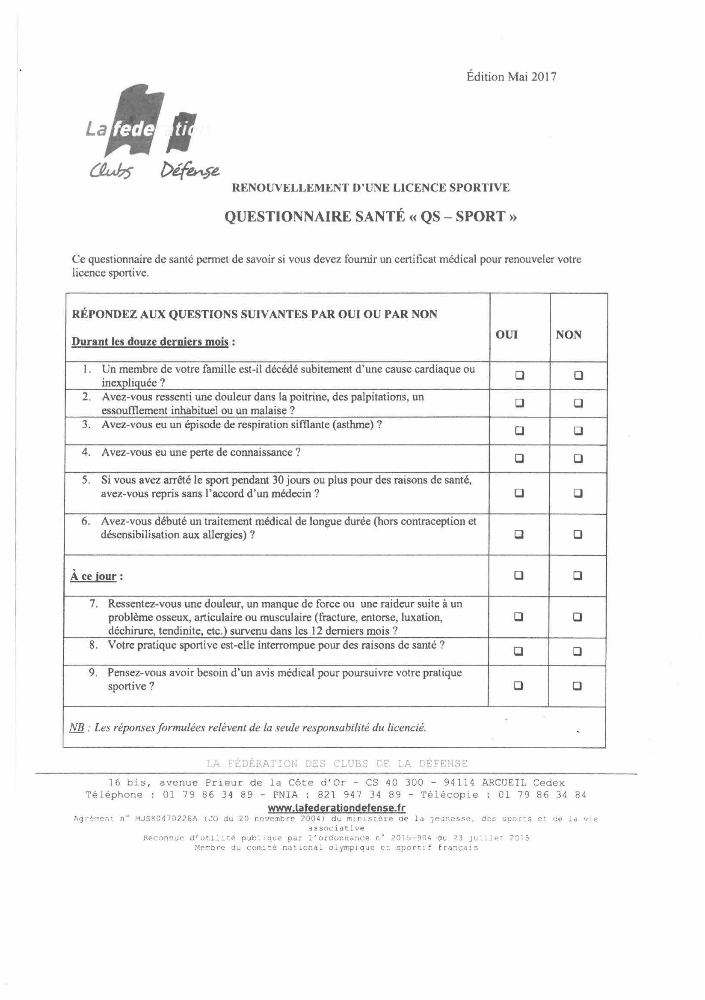 Édition Mai 2017
La fédération
Clubs Défense
RENOUVELLEMENT D'UNE LICENCE SPORTIVE
QUESTIONNAIRE SANTÉ « QS – SPORT »
Ce questionnaire de santé permet de savoir si vous devez fournir un certificat médical pour renouveler votre
licence sportive.
RÉPONDEZ AUX QUESTIONS SUIVANTES PAR OUI OU PAR NON
Durant les douze derniers mois :
OUI NON
1. Un membre de votre famille est-il décédé subitement d'une cause cardiaque ou
inexpliquée ?
2. Avez-vous ressenti une douleur dans la poitrine, des palpitations, un
essoufflement inhabituel ou un malaise ?
3. Avez-vous eu un épisode de respiration sifflante (asthme) ?
4. Avez-vous eu une perte de connaissance ?
5. Si vous avez arrêté le sport pendant 30 jours ou plus pour des raisons de santé,
avez-vous repris sans l'accord d'un médecin ?
6. Avez-vous débuté un traitement médical de longue durée (hors contraception et
désensibilisation aux allergies) ?
À ce jour :
7. Ressentez-vous une douleur, un manque de force ou une raideur suite à un
problème osseux, articulaire ou musculaire (fracture, entorse, luxation,
déchirure, tendinite, etc.) survenu dans les 12 derniers mois ?
8. Votre pratique sportive est-elle interrompue pour des raisons de santé ?
9. Pensez-vous avoir besoin d'un avis médical pour poursuivre votre pratique
sportive ?
NB : Les réponses formulées relèvent de la seule responsabilité du licencié.
LA FÉDÉRATION DES CLUBS DE LA DÉFENSE
16 bis, avenue Prieur de la Côte d'Or - CS 40 300 - 94114 ARCUEIL Cedex
Téléphone : 01 79 86 34 89 - PNIA : 821 947 34 89 - Télécopie : 01 79 86 34 84
www.lafederationdefense.fr
Agrément n° MJSK0470228A (JO du 20 novembre 2004) du ministère de la jeunesse, des sports et de la vie
associative
Reconnue d'utilité publique par l'ordonnance n° 2015-904 du 23 juillet 2015
Membre du comité national olympique et sportif français